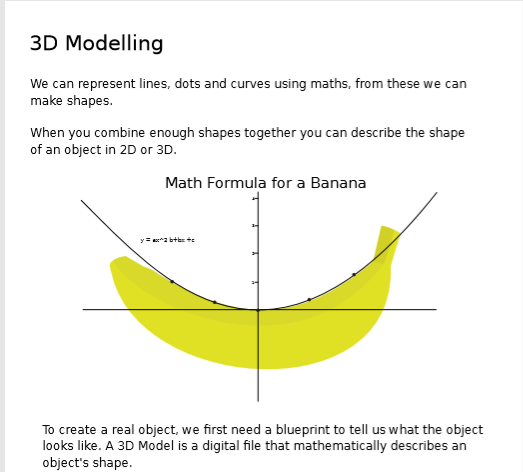 3D Modelling
We can represent lines, dots and curves using maths, from these we can
make shapes.
When you combine enough shapes together you can describe the shape
of an object in 2D or 3D.
Math Formula for a Banana
To create a real object, we first need a blueprint to tell us what the object
looks like. A 3D Model is a digital file that mathematically describes an
object's shape.